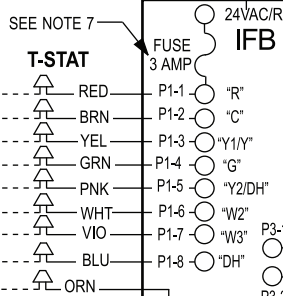 SEE NOTE 7
24VAC/R
FUSE
3 AMP
IFB
T-STAT
RED P1-1 "R"
BRN P1-2 "C"
YEL P1-3 "Y1/Y"
GRN P1-4 "G"
PNK P1-5 "Y2/DH"
WHT P1-6 "W2"
VIO P1-7 "W3"
BLU P1-8 "DH"
ORN